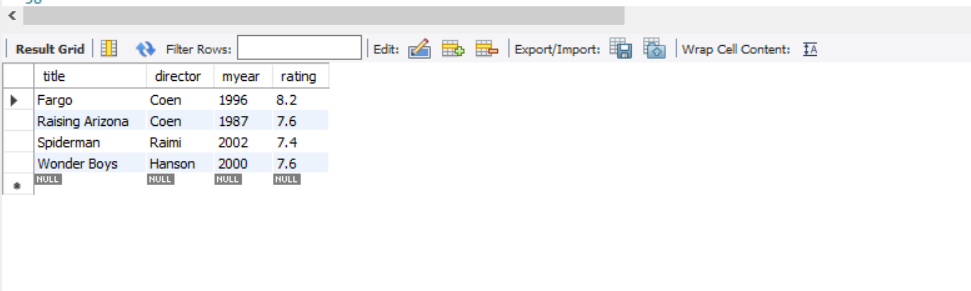 Result Grid Filter Rows: Edit: Export/Import: Wrap Cell Content: IA
title director myear rating
Fargo Coen 1996 8.2
Raising Arizona Coen 1987 7.6
Spiderman Raimi 2002 7.4
Wonder Boys Hanson 2000 7.6
NULL NULL NULL NULL